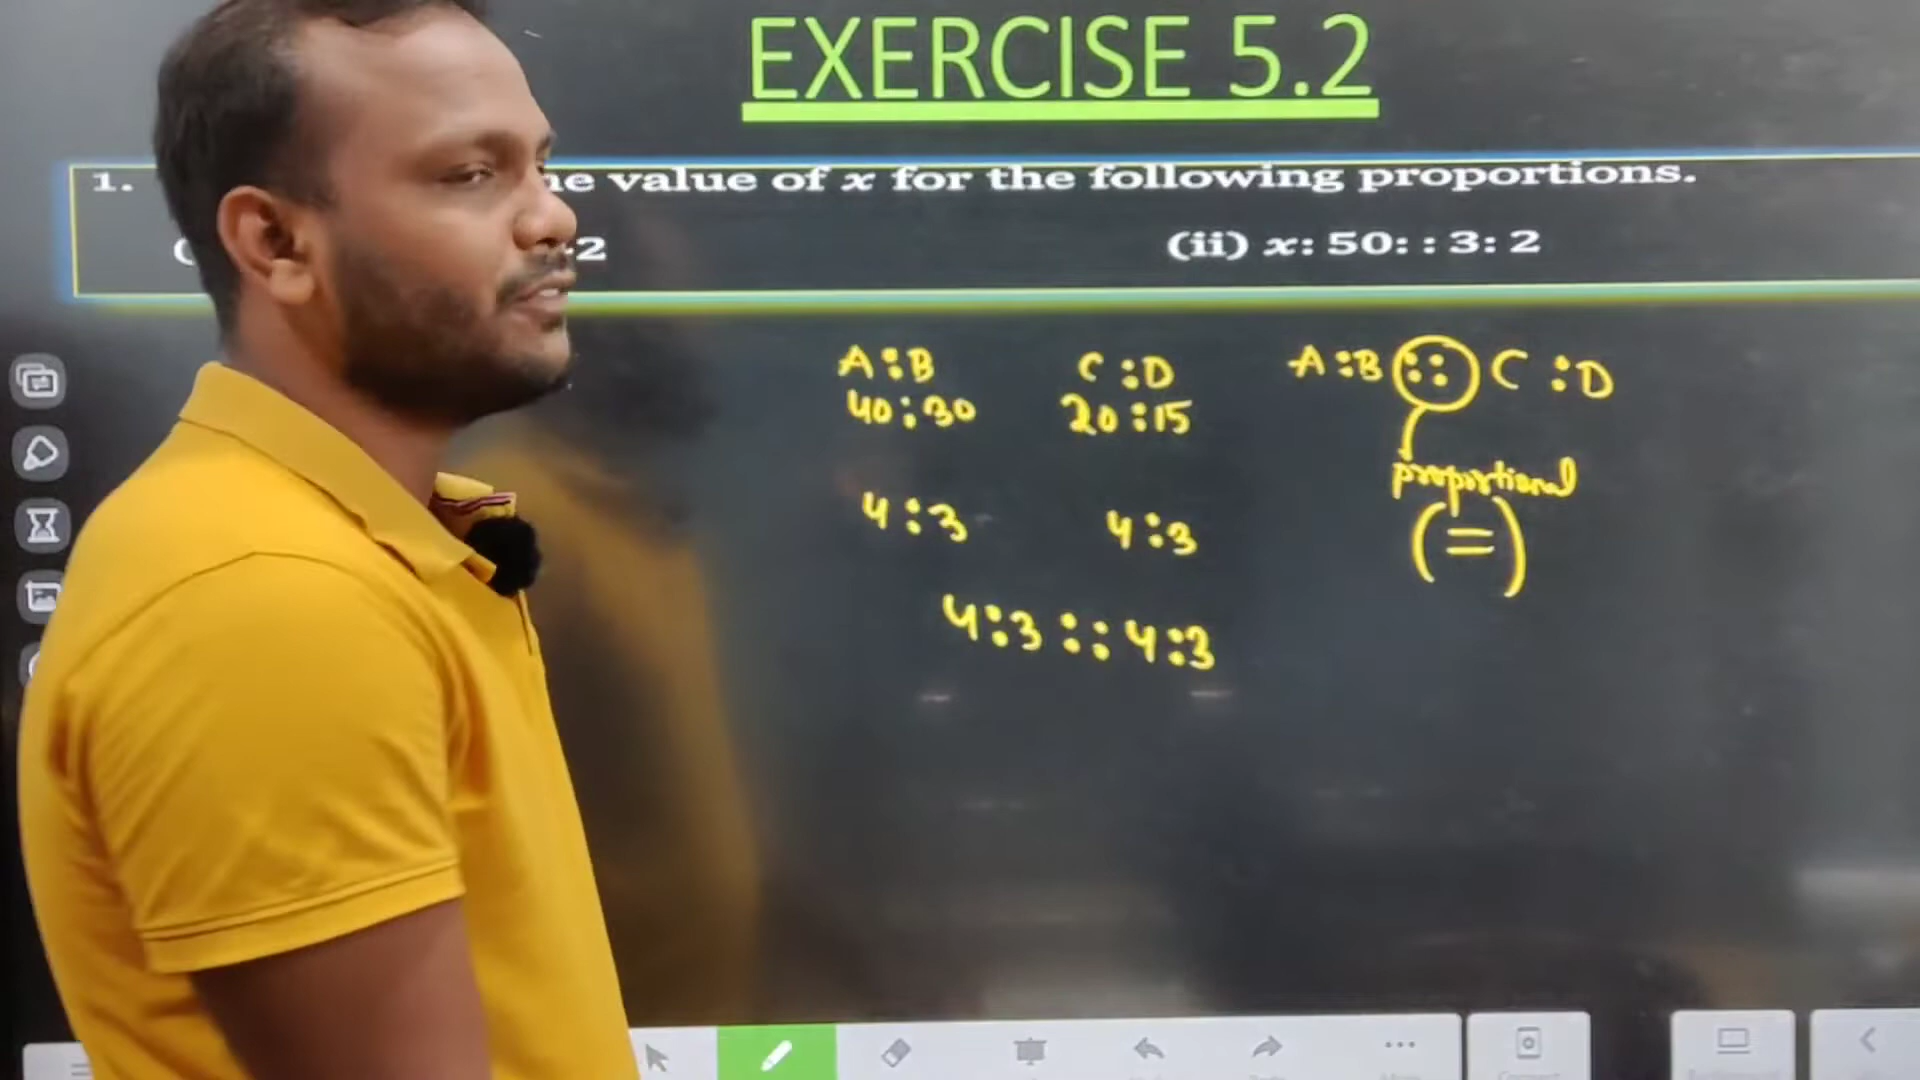 EXERCISE 5.2
1. value of x for the following proportions.
2 (ii) x: 50: : 3: 2
A:B C:D A:B :: C:D
40:30 20:15
proportional
4:3 4:3 (=)
4:3 :: 4:3